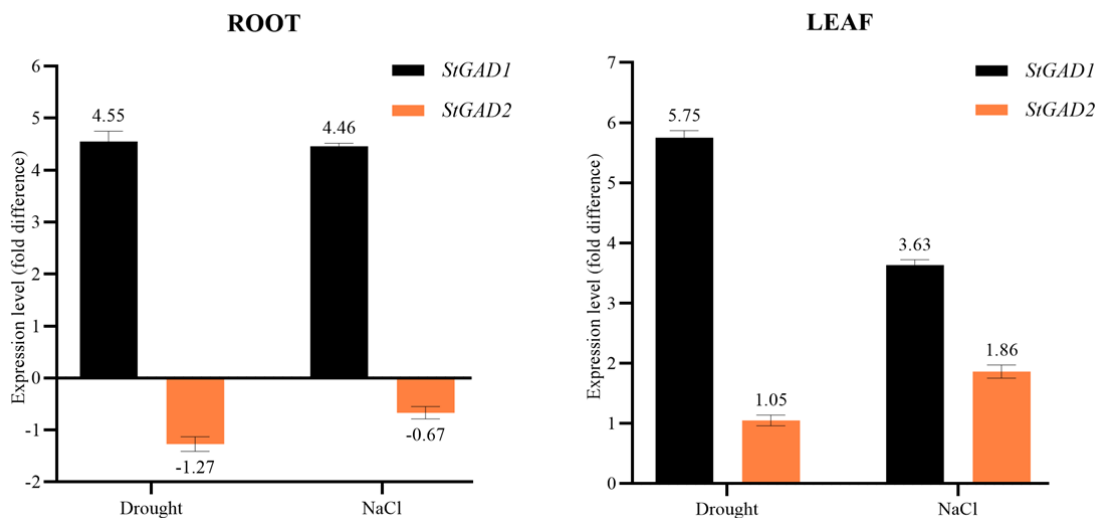 ROOT
Expression level (fold difference)
6
5
4
3
2
1
0
-1
-2
StGAD1
StGAD2
4.55
-1.27
4.46
-0.67
Drought
NaCl
LEAF
Expression level (fold difference)
7
6
5
4
3
2
1
0
StGAD1
StGAD2
5.75
1.05
3.63
1.86
Drought
NaCl